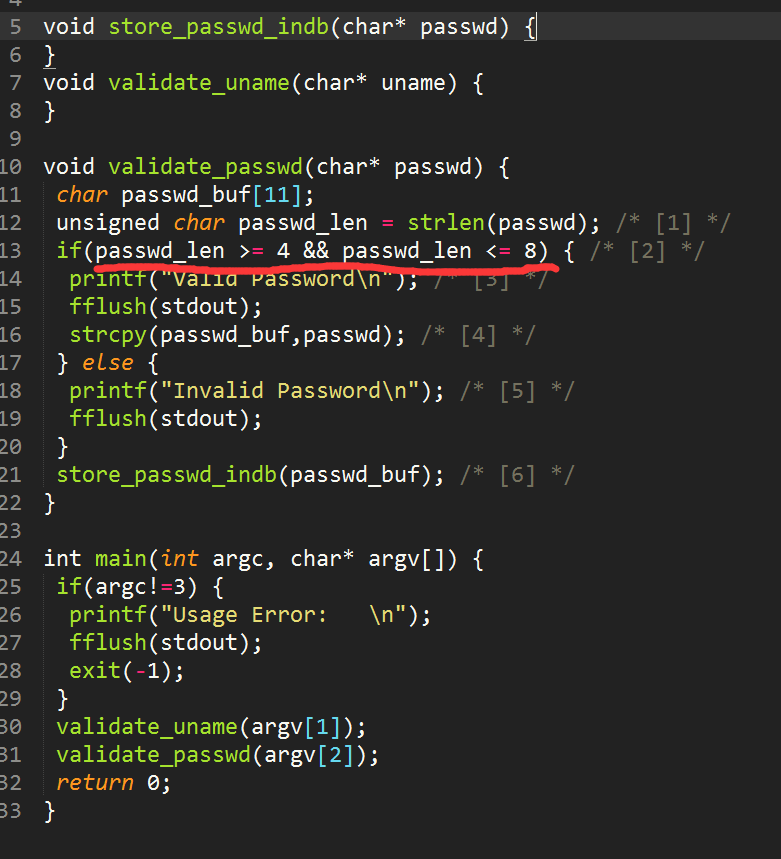 4
5 void store_passwd_indb(char* passwd) {
6 }
7 void validate_uname(char* uname) {
8 }
9
10 void validate_passwd(char* passwd) {
11 char passwd_buf[11];
12 unsigned char passwd_len = strlen(passwd); /* [1] */
13 if(passwd_len >= 4 && passwd_len <= 8) { /* [2] */
14 printf("Valid Password\n"); /* [3] */
15 fflush(stdout);
16 strcpy(passwd_buf,passwd); /* [4] */
17 } else {
18 printf("Invalid Password\n"); /* [5] */
19 fflush(stdout);
20 }
21 store_passwd_indb(passwd_buf); /* [6] */
22 }
23
24 int main(int argc, char* argv[]) {
25 if(argc!=3) {
26 printf("Usage Error:   \n");
27 fflush(stdout);
28 exit(-1);
29 }
30 validate_uname(argv[1]);
31 validate_passwd(argv[2]);
32 return 0;
33 }